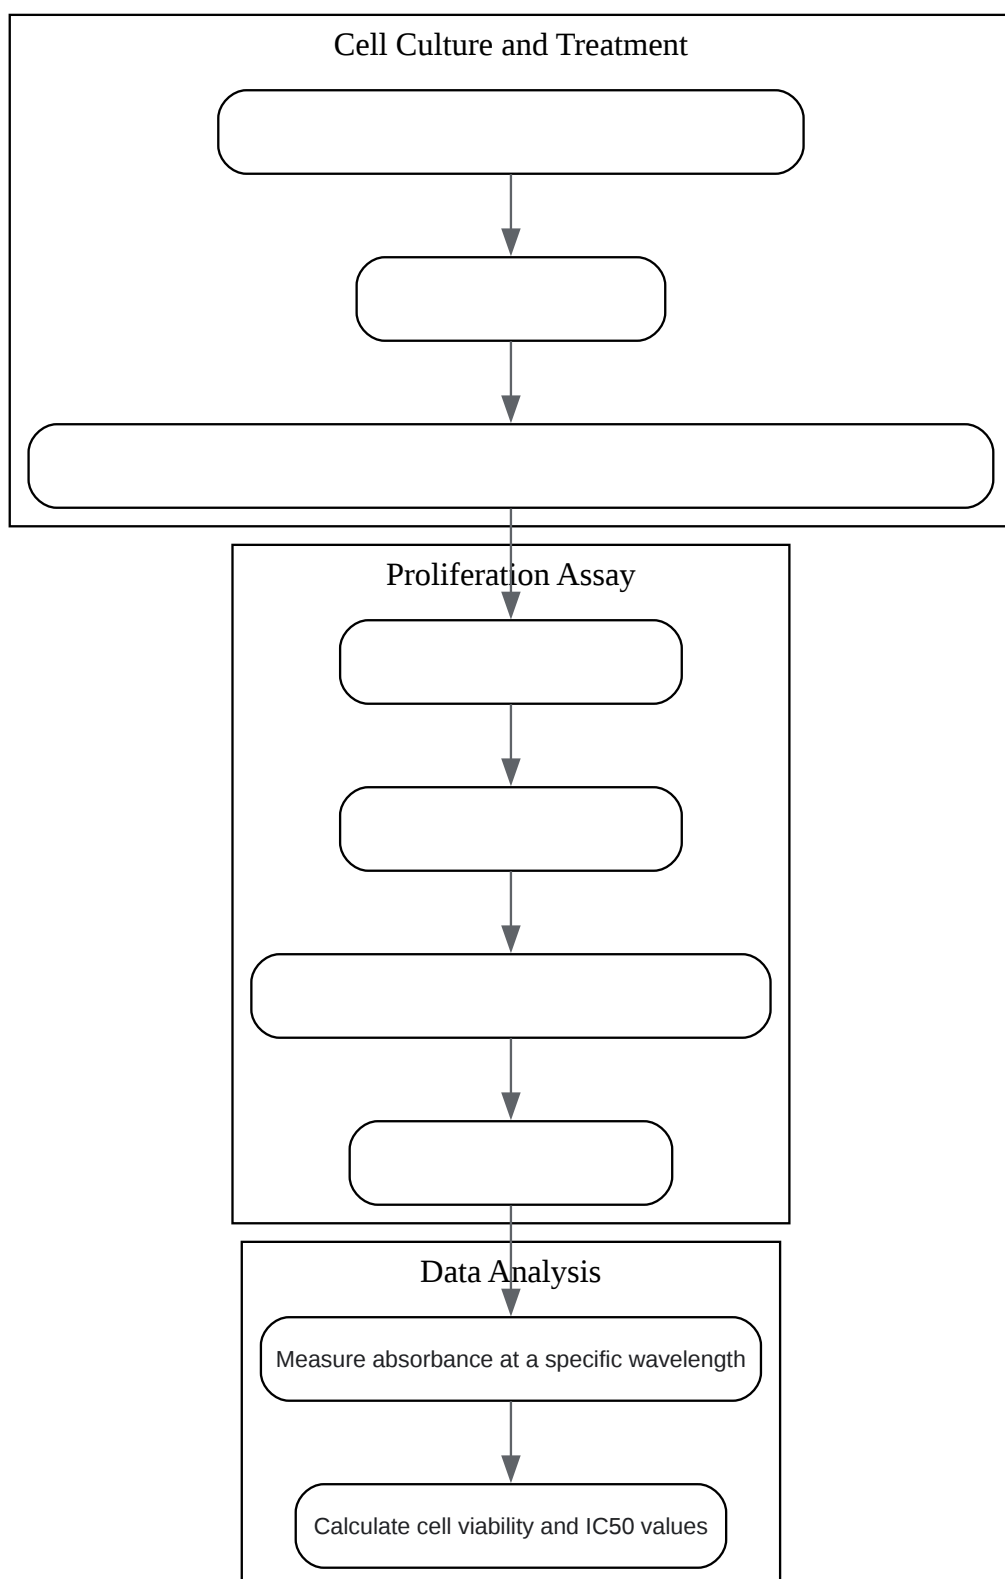 Cell Culture and Treatment
Proliferation Assay
Data Analysis
Measure absorbance at a specific wavelength
Calculate cell viability and IC50 values